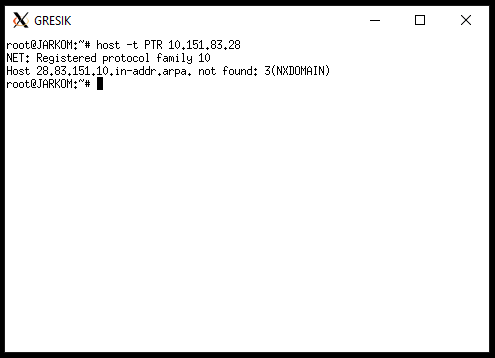 GRESIK
root@JARKOM:~# host -t PTR 10.151.83.28
NET: Registered protocol family 10
Host 28.83.151.10.in-addr.arpa. not found: 3(NXDOMAIN)
root@JARKOM:~#